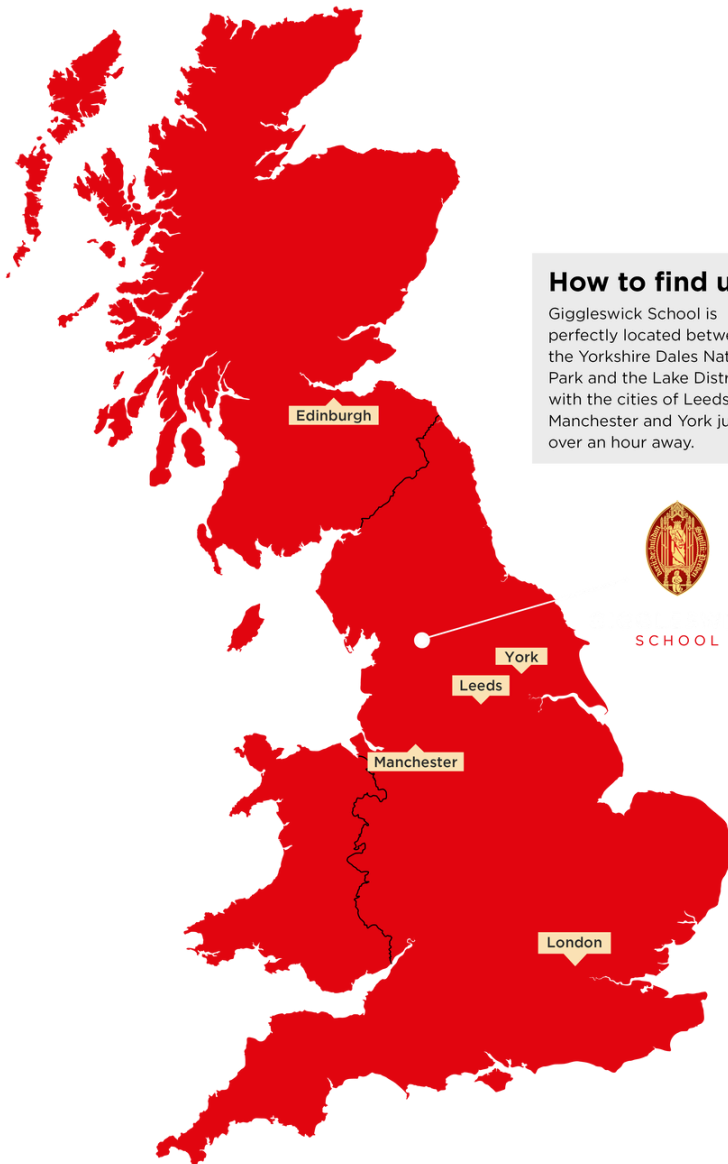 How to find u
Giggleswick School is
perfectly located betwe
the Yorkshire Dales Nat
Park and the Lake Distr
with the cities of Leeds
Manchester and York ju
over an hour away.
Edinburgh
SCHOOL
York
Leeds
Manchester
London